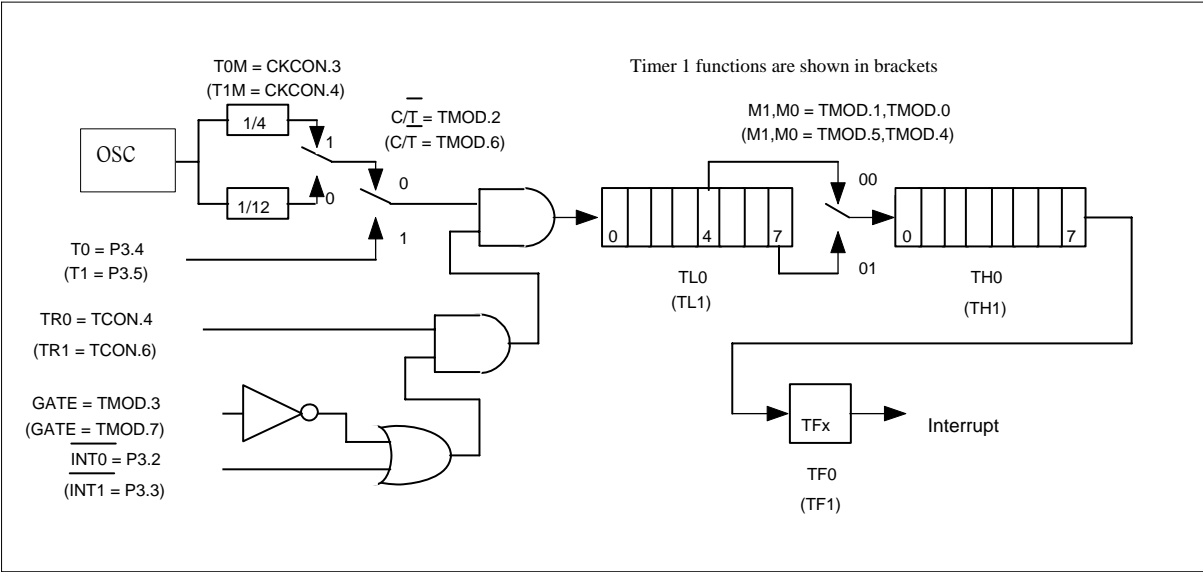 T0M = CKCON.3
(T1M = CKCON.4)
Timer 1 functions are shown in brackets
1/4
OSC
1
0
1/12
C/T = TMOD.2
(C/T = TMOD.6)
0
1
M1,M0 = TMOD.1,TMOD.0
(M1,M0 = TMOD.5,TMOD.4)
00
01
0 4 7
0 7
T0 = P3.4
(T1 = P3.5)
TL0
(TL1)
TH0
(TH1)
TR0 = TCON.4
(TR1 = TCON.6)
GATE = TMOD.3
(GATE = TMOD.7)
INT0 = P3.2
(INT1 = P3.3)
TFx
Interrupt
TF0
(TF1)